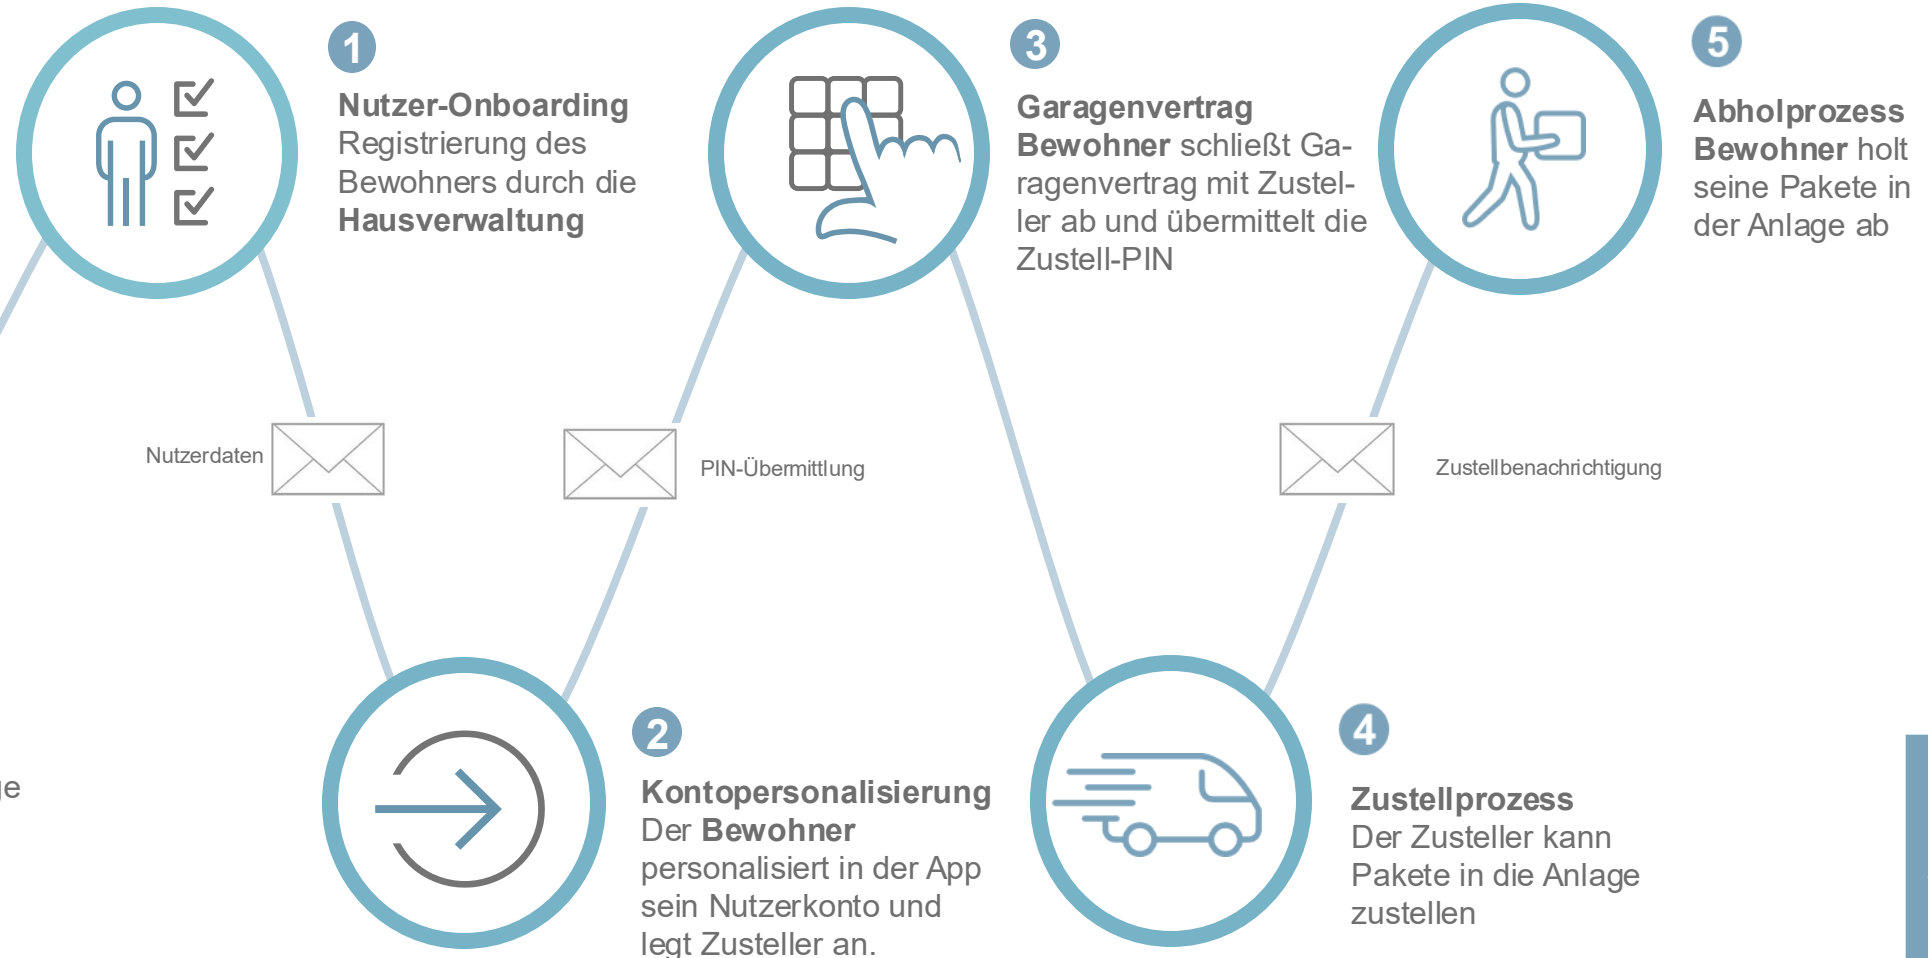 1
Nutzer-Onboarding
Registrierung des
Bewohners durch die
Hausverwaltung
Nutzerdaten
2
Kontopersonalisierung
Der Bewohner
personalisiert in der App
sein Nutzerkonto und
legt Zusteller an.
PIN-Übermittlung
3
Garagenvertrag
Bewohner schließt Ga-
ragenvertrag mit Zustel-
ler ab und übermittelt die
Zustell-PIN
4
Zustellprozess
Der Zusteller kann
Pakete in die Anlage
zustellen
Zustellbenachrichtigung
5
Abholprozess
Bewohner holt
seine Pakete in
der Anlage ab